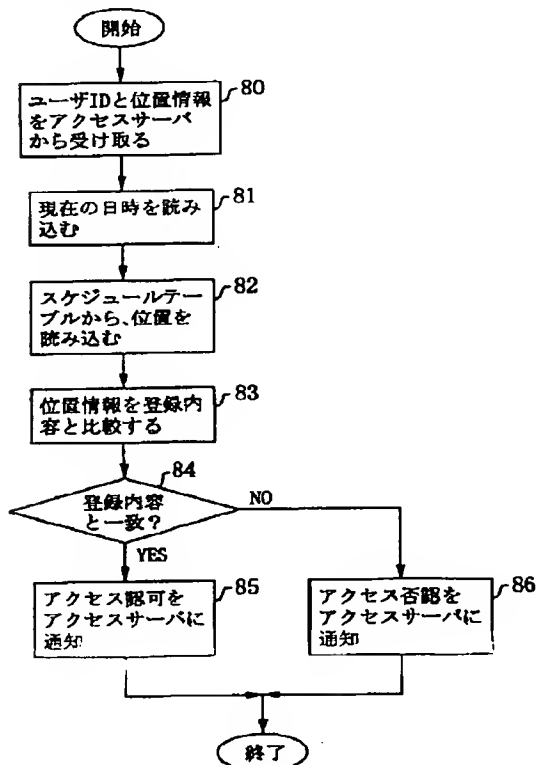 開始
80
ユーザIDと位置情報
をアクセスサーバ
から受け取る
81
現在の日時を読み
込む
82
スケジュールテー
ブルから、位置を
読み込む
83
位置情報を登録内
容と比較する
84
登録内容
と一致?
NO
YES
85
アクセス認可を
アクセスサーバに
通知
86
アクセス否認を
アクセスサーバに
通知
終了